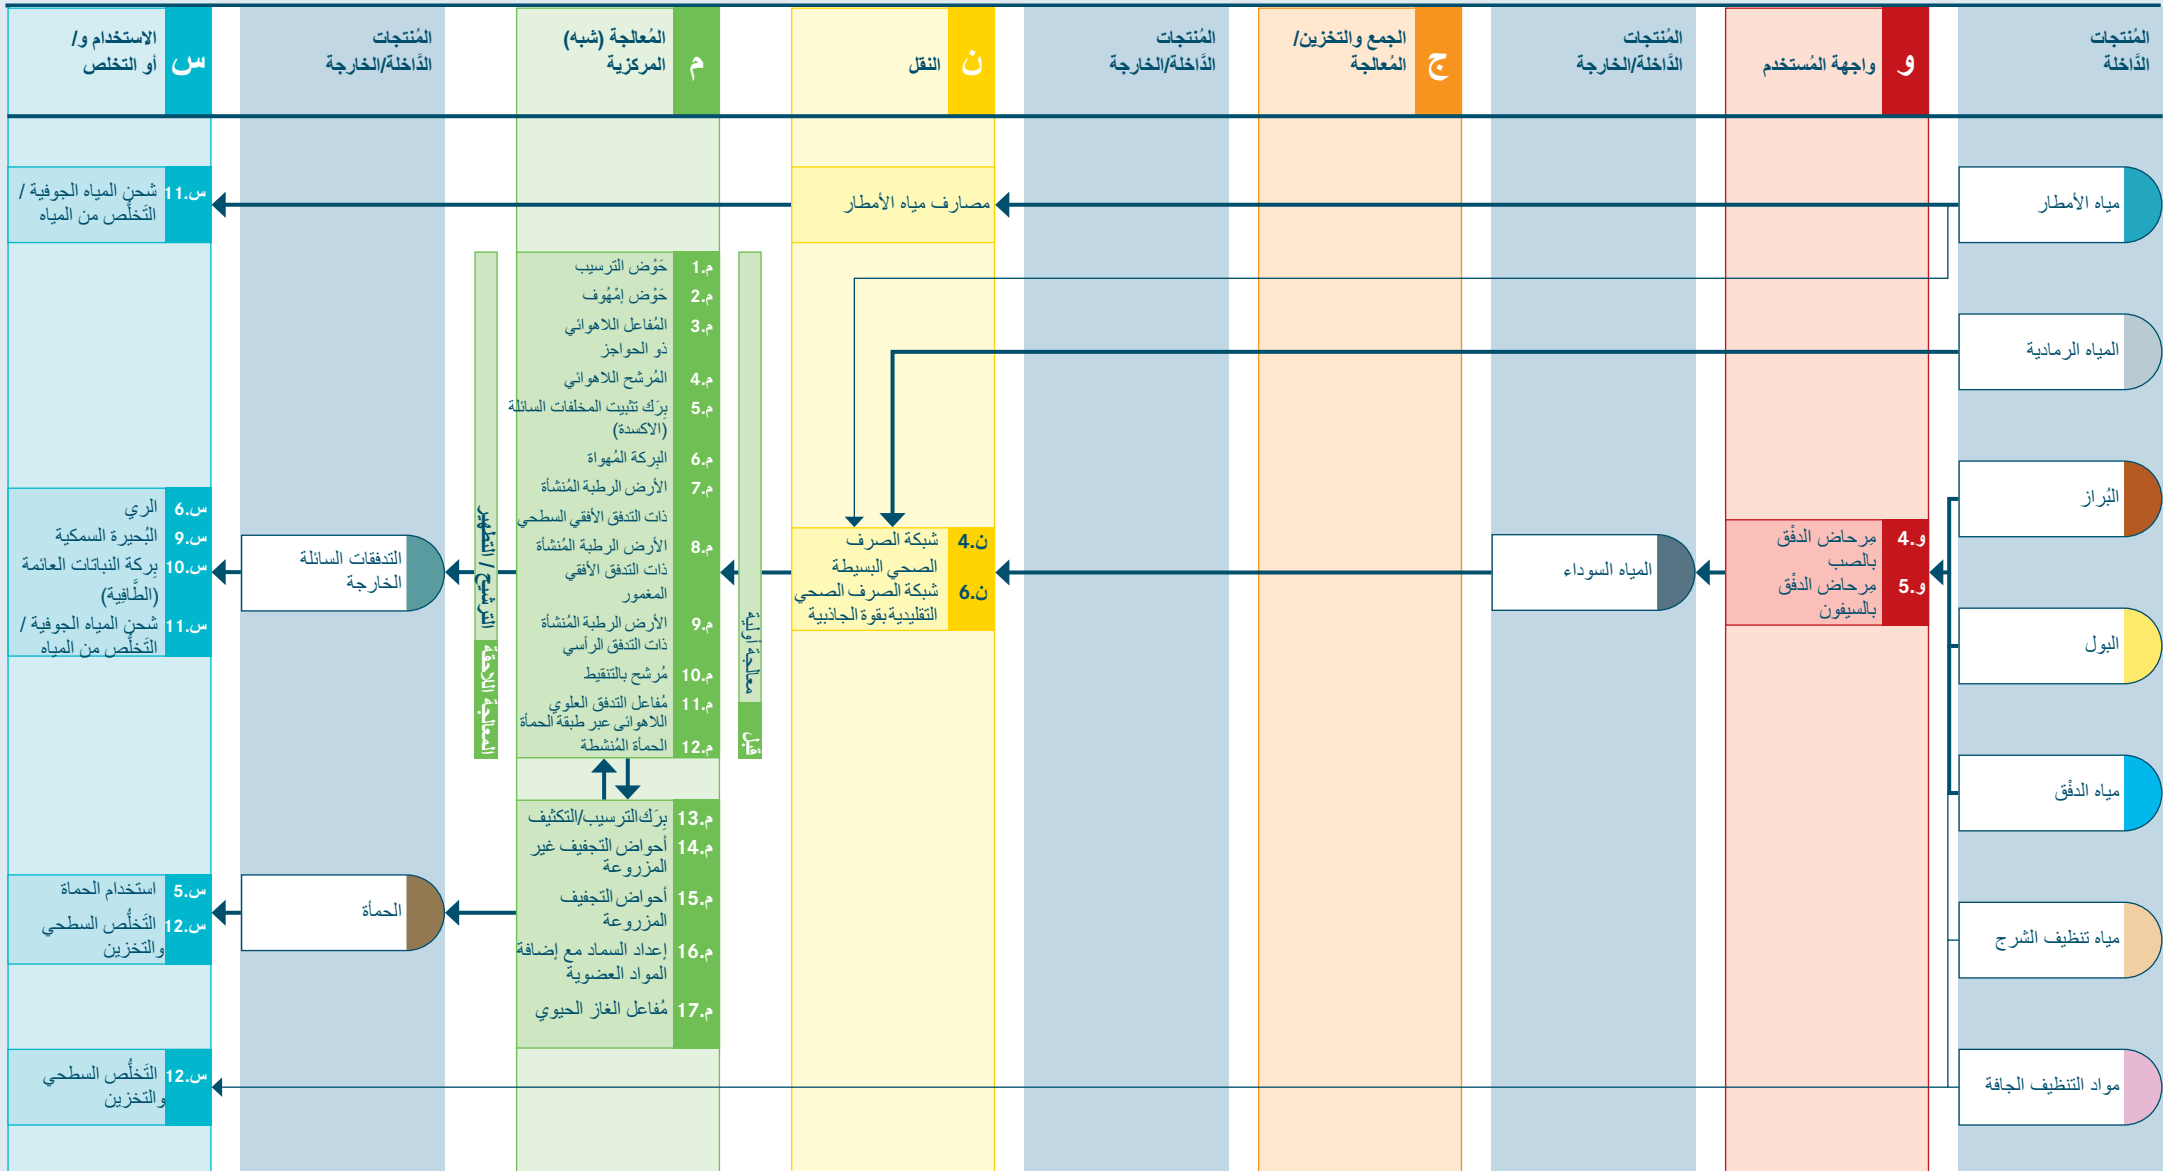 المُنتجات
الدَّاخلة
و
واجهة المُستخدم
المُنتجات
الدَّاخلة/الخارجة
ج
الجمع والتخزين/
المُعالجة
المُنتجات
الدَّاخلة/الخارجة
ن
النقل
م
المُعالجة (شبه)
المركزية
المُنتجات
الدَّاخلة/الخارجة
س
الاستخدام و/
أو التخلص
مياه الأمطار
المياه الرمادية
البُراز
البول
مياه الدفْق
مياه تنظيف الشرج
مواد التنظيف الجافة
و.4 مِرحاض الدفْق
بالصب
و.5 مِرحاض الدفْق
بالسيفون
المياه السوداء
مصارف مياه الأمطار
ن.4 شبكة الصرف
الصحي البسيطة
ن.6 شبكة الصرف الصحي
التقليدية بقوة الجاذبية
معالجة أولية
قبل
م.1 حَوْض الترسيب
م.2 حَوْض إمْهُوف
م.3 المُفاعل اللاهوائي
ذو الحواجز
م.4 المُرشح اللاهوائي
م.5 بِرَك تثبيت المخلفات السائلة
(الاكسدة)
م.6 البِركة المُهواة
م.7 الأرض الرطبة المُنشأة
ذات التدفق الأفقي السطحي
م.8 الأرض الرطبة المُنشأة
ذات التدفق الأفقي
المغمور
م.9 الأرض الرطبة المُنشأة
ذات التدفق الرأسي
م.10 مُرشح بالتنقيط
م.11 مُفاعل التدفق العلوي
اللاهوائى عبر طبقة الحمأة
م.12 الحمأة المُنشطة
م.13 بِرَك الترسيب/التكثيف
م.14 أحواض التجفيف غير
المزروعة
م.15 أحواض التجفيف
المزروعة
م.16 إعداد السماد مع إضافة
المواد العضوية
م.17 مُفاعل الغاز الحيوي
الترشيح / التطهير
المعالجة اللاحقة
التدفقات السائلة
الخارجة
الحمأة
س.11 شحن المياه الجوفية /
التَخلُّص من المياه
س.6 الري
س.9 البُحيرة السمكية
س.10 بِركة النباتات العائمة
(الطَّافِية)
س.11 شحن المياه الجوفية /
التَخلُّص من المياه
س.5 استخدام الحماة
س.12 التَخلُّص السطحي
والتخزين
س.12 التَخلُّص السطحي
والتخزين